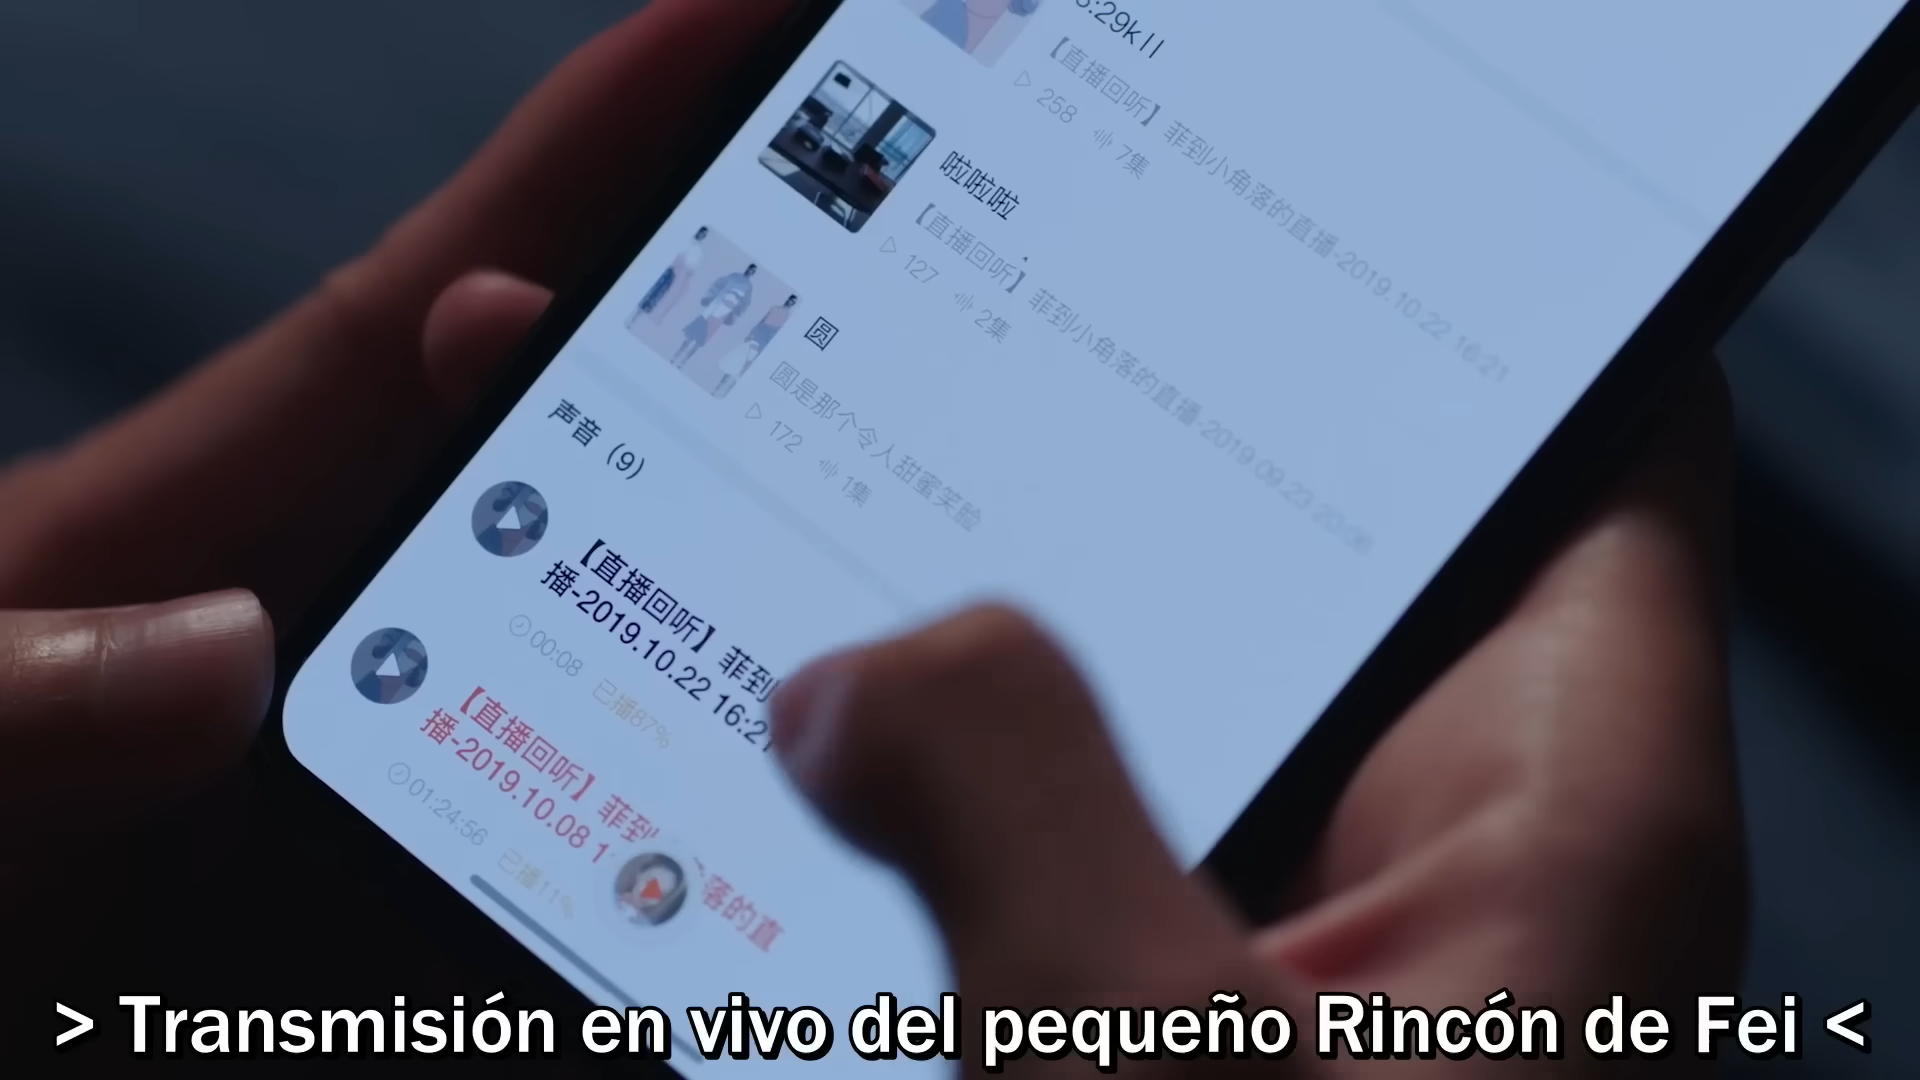 :29k//
【直播回听】菲到小角落的直播-2019.10.22 16:21
258 7集
啦啦啦
【直播回听】菲到小角落的直播-2019.09.23 20:06
127 2集
圆
圆是那个令人甜蜜笑脸
172 1集
声音（9）
【直播回听】菲到
播-2019.10.22 16:21
00:08 已播87%
【直播回听】菲到 落的直
播-2019.10.08 1
01:24:56 已播11%
> Transmisión en vivo del pequeño Rincón de Fei <